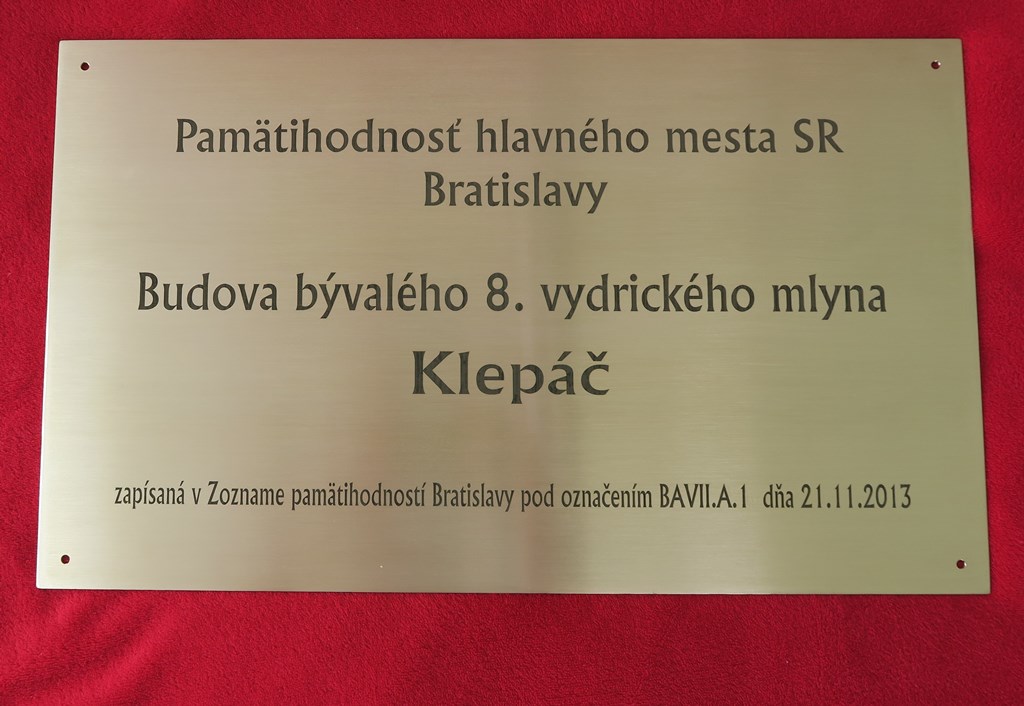 Pamätihodnosť hlavného mesta SR
Bratislavy
Budova bývalého 8. vydrického mlyna
Klepáč
zapísaná v Zozname pamätihodností Bratislavy pod označením BAVII.A.1 dňa 21.11.2013